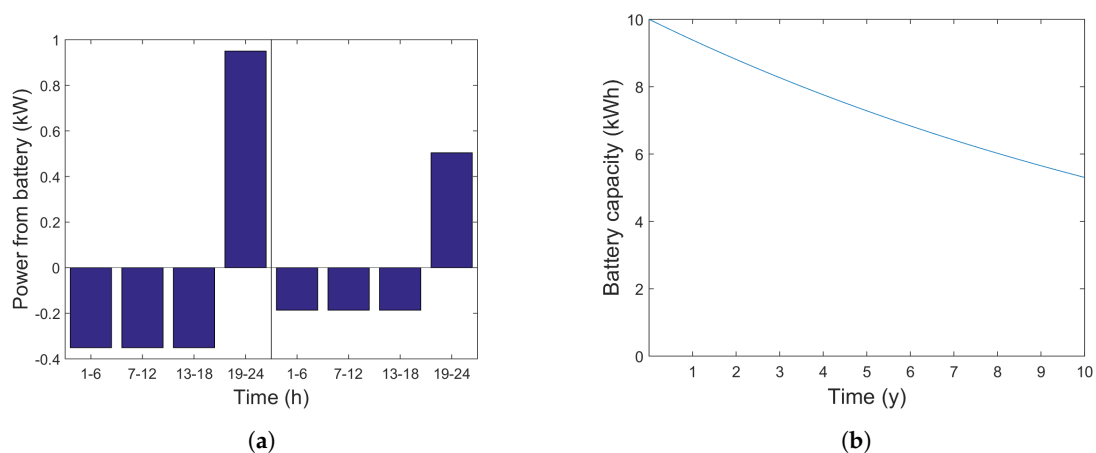 Power from battery (kW)
1
0.8
0.6
0.4
0.2
0
-0.2
-0.4
1-6 7-12 13-18 19-24 1-6 7-12 13-18 19-24
Time (h)
(a)
Battery capacity (kWh)
10
8
6
4
2
0
1 2 3 4 5 6 7 8 9 10
Time (y)
(b)